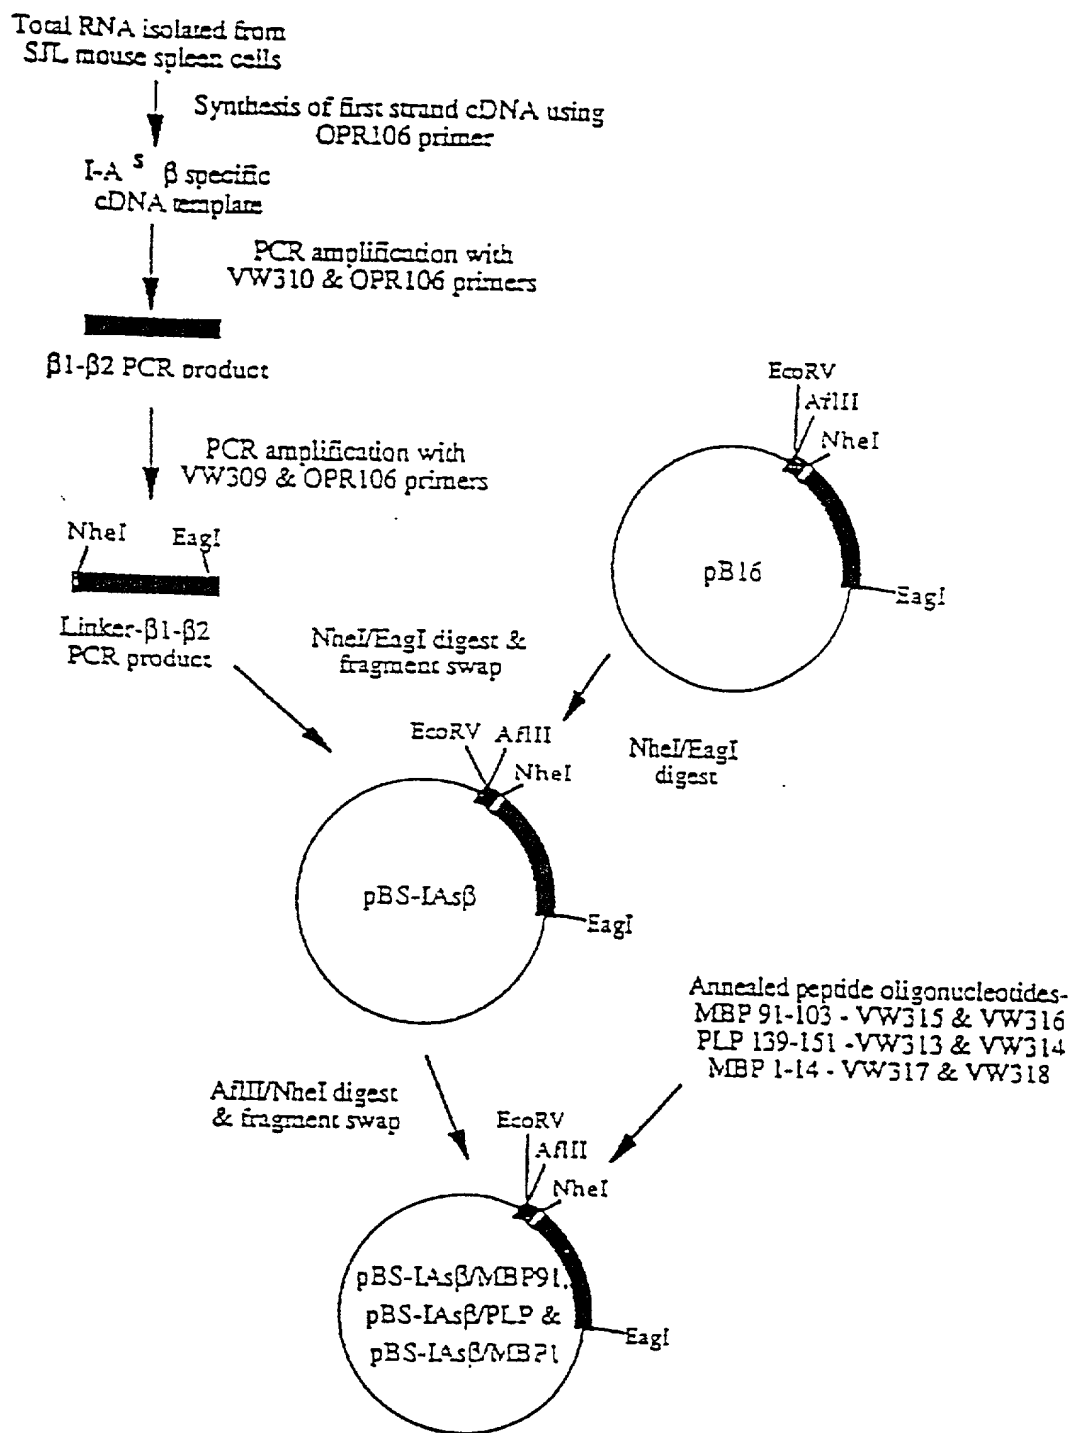 Total RNA isolated from
SJL mouse spleen cells
Synthesis of first strand cDNA using
OPR106 primer
I-A s β specific
cDNA template
PCR amplification with
VW310 & OPR106 primers
β1-β2 PCR product
PCR amplification with
VW309 & OPR106 primers
EcoRV
AflII
NheI
pB16
EagI
NheI EagI
Linker-β1-β2
PCR product
NheI/EagI digest &
fragment swap
NheI/EagI
digest
EcoRV AflII
NheI
pBS-IAsβ
EagI
Annealed peptide oligonucleotides-
MBP 91-103 - VW315 & VW316
PLP 139-151 -VW313 & VW314
MBP 1-14 - VW317 & VW318
AflII/NheI digest
& fragment swap
EcoRV
AflII
NheI
pBS-IAsβ/MBP91,
pBS-IAsβ/PLP &
pBS-IAsβ/MBP1
EagI